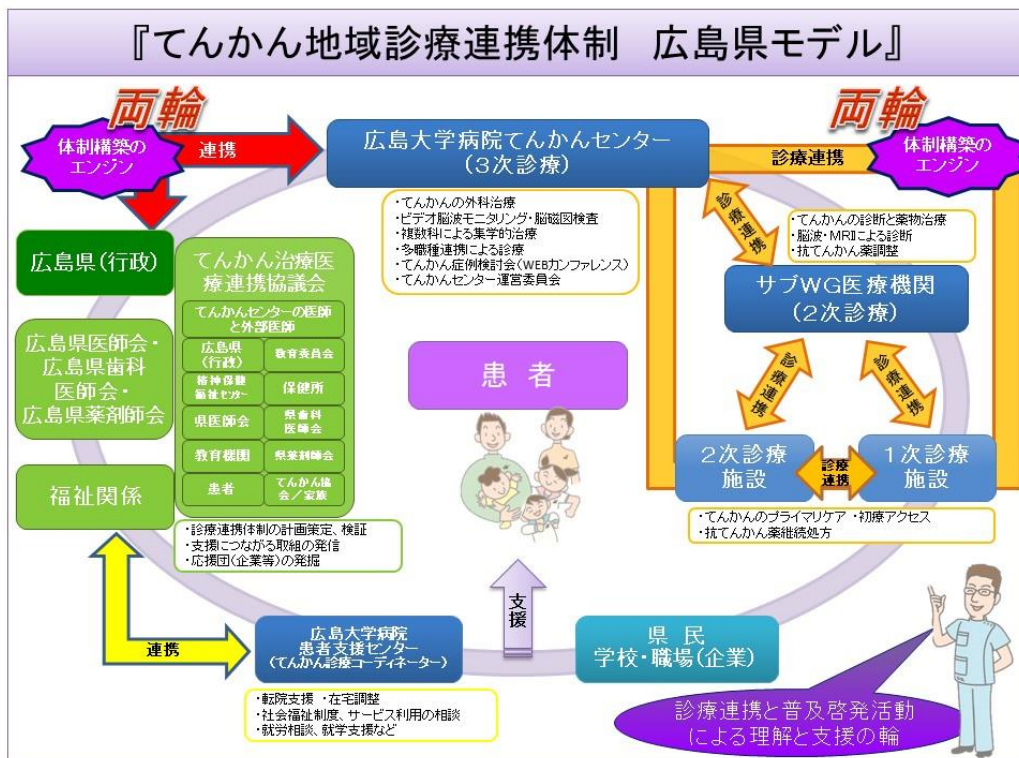 『てんかん地域診療連携体制　広島県モデル』
両輪
体制構築の
エンジン
連携
広島大学病院てんかんセンター
(3次診療)
診療連携
両輪
体制構築の
エンジン
・てんかんの外科治療
・ビデオ脳波モニタリング・脳磁図検査
・複数科による集学的治療
・多職種連携による診療
・てんかん症例検討会(WEBカンファレンス)
・てんかんセンター運営委員会
診療連携
・てんかんの診断と薬物治療
・脳波・MRIによる診断
・抗てんかん薬調整
サブWG医療機関
(2次診療)
広島県(行政)
てんかん治療医
療連携協議会
てんかんセンターの医師
と外部医師
広島県
(行政)
教育委員会
精神保健
福祉センター
保健所
県医師会
県歯科
医師会
教育機関
県薬剤師会
患者
てんかん協
会/家族
広島県医師会・
広島県歯科
医師会・
広島県薬剤師会
福祉関係
・診療連携体制の計画策定、検証
・支援につながる取組の発信
・応援団(企業等)の発掘
患者
診療連携
診療連携
2次診療
施設
診療
連携
1次診療
施設
・てんかんのプライマリケア ・初療アクセス
・抗てんかん薬継続処方
支援
連携
広島大学病院
患者支援センター
(てんかん診療コーディネーター)
・転院支援 ・在宅調整
・社会福祉制度、サービス利用の相談
・就労相談、就学支援など
県民
学校・職場(企業)
診療連携と普及啓発活動
による理解と支援の輪